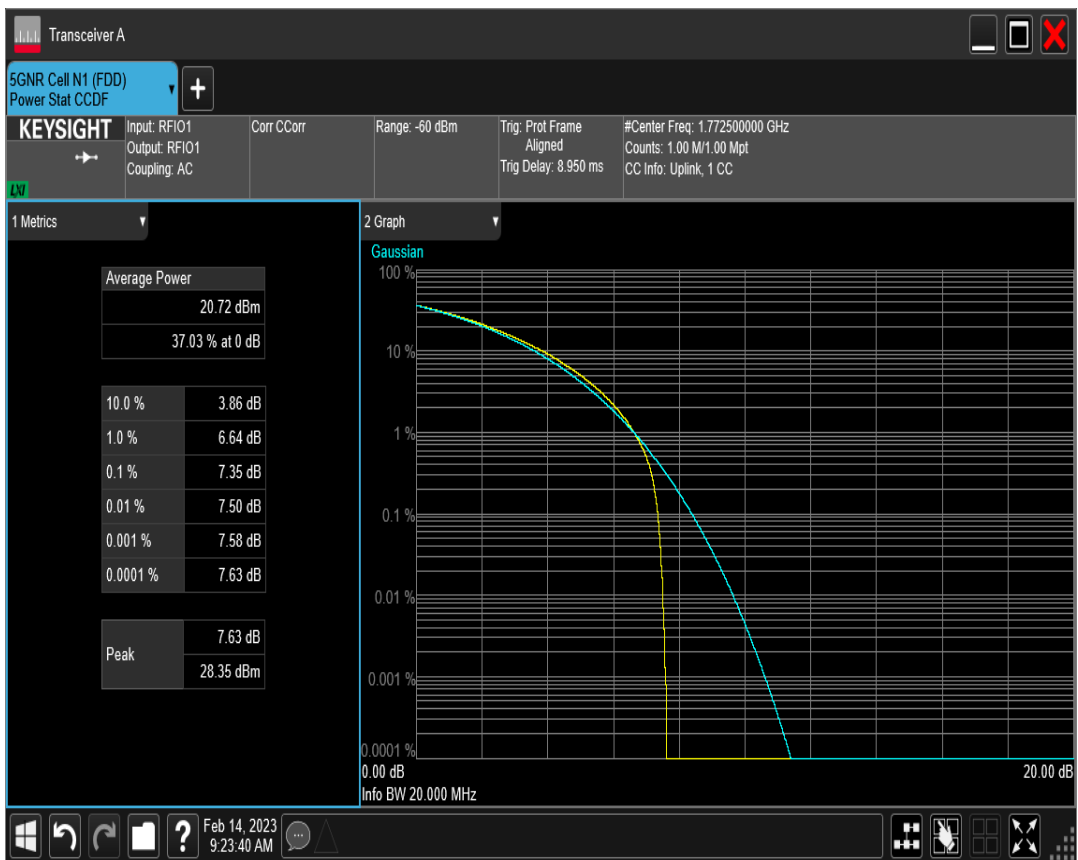 Transceiver A
5GNR Cell N1 (FDD)
Power Stat CCDF
+
KEYSIGHT
LXI
Input: RFIO1
Output: RFIO1
Coupling: AC
Corr CCorr
Range: -60 dBm
Trig: Prot Frame
Aligned
Trig Delay: 8.950 ms
#Center Freq: 1.772500000 GHz
Counts: 1.00 M/1.00 Mpt
CC Info: Uplink, 1 CC
1 Metrics
Average Power
20.72 dBm
37.03 % at 0 dB
10.0 % 3.86 dB
1.0 % 6.64 dB
0.1 % 7.35 dB
0.01 % 7.50 dB
0.001 % 7.58 dB
0.0001 % 7.63 dB
Peak
7.63 dB
28.35 dBm
2 Graph
Gaussian
100 %
10 %
1 %
0.1 %
0.01 %
0.001 %
0.0001 %
0.00 dB 20.00 dB
Info BW 20.000 MHz
?
Feb 14, 2023
9:23:40 AM